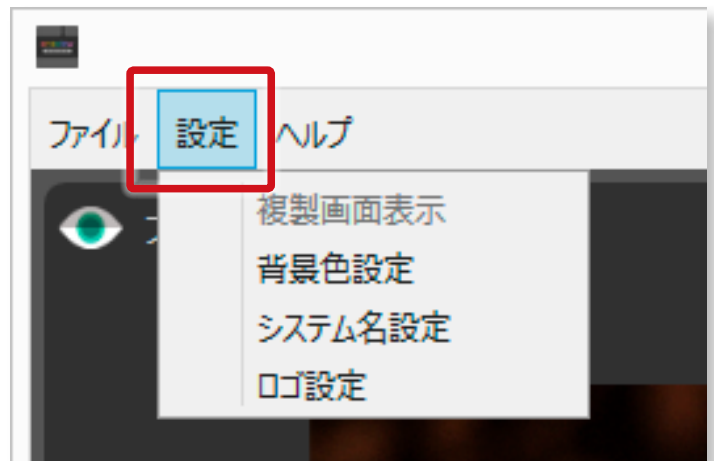 ファイル 設定 ヘルプ
複製画面表示
背景色設定
システム名設定
ロゴ設定